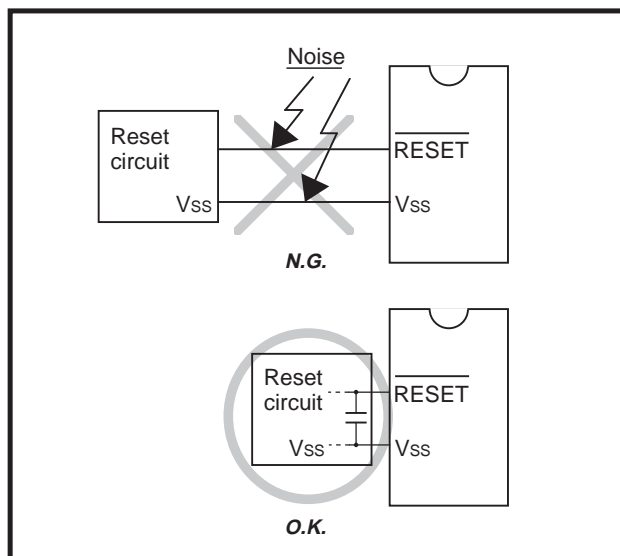 Noise
Reset
circuit
RESET
Vss
Vss
N.G.
Reset
circuit
RESET
Vss
Vss
O.K.